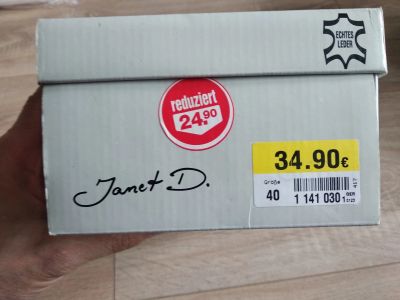 ECHTES
LEDER
reduziert
24.90
Janet D.
34.90€
Größe
40
1 141 030